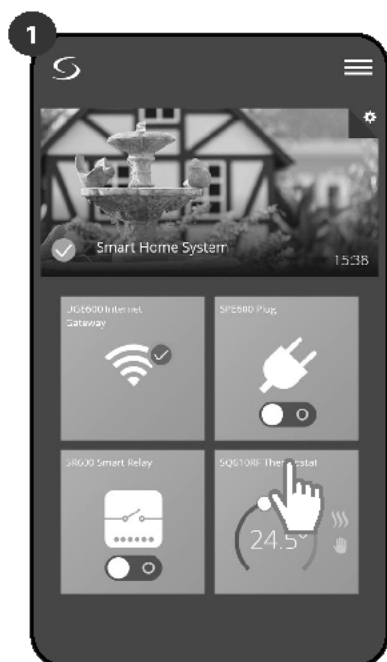 1
Smart Home System
15:38
UGE600 Internet
Gateway
SPE600 Plug
SR600 Smart Relay
SQ610RF Thermostat
24.5°